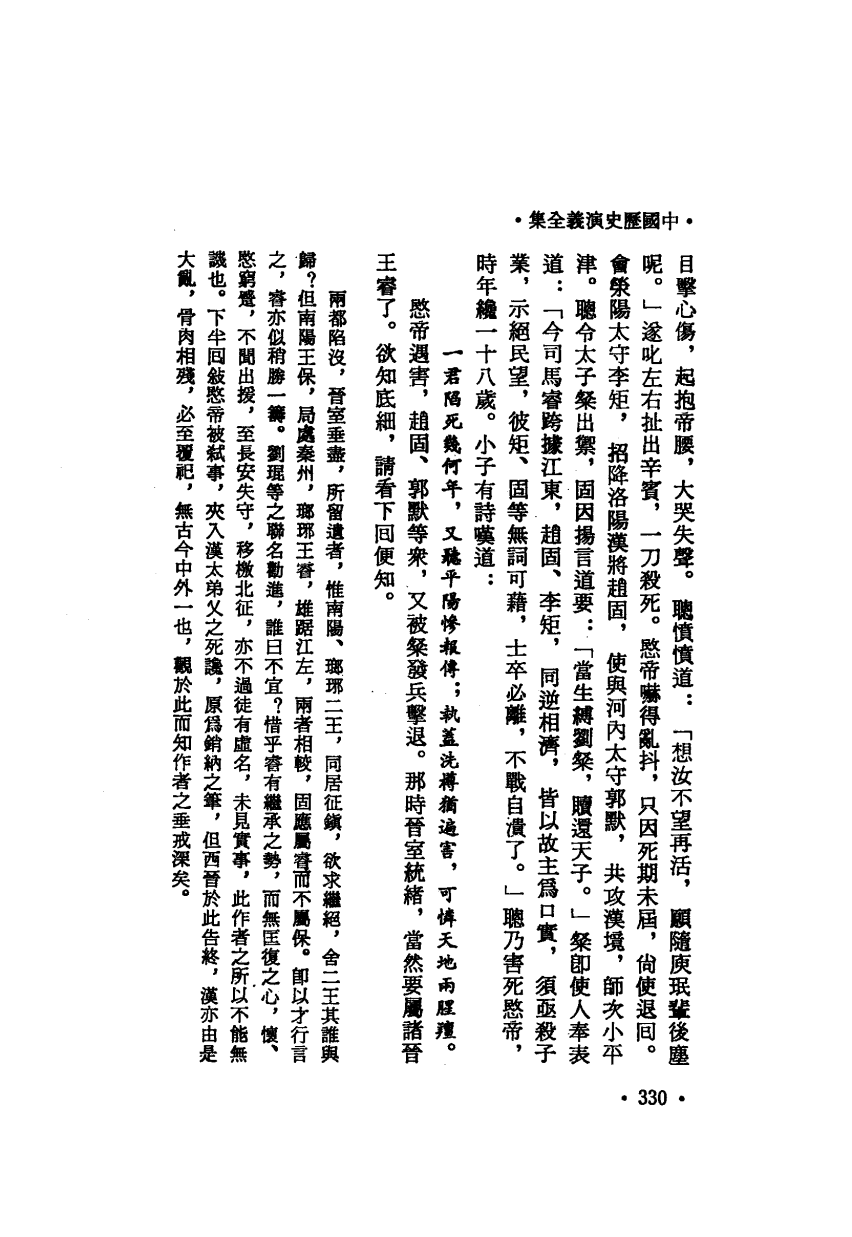 •中國歷史演義全集•
目擊心傷，起抱帝腰，大哭失聲。聰憤憤道：「想汝不望再活，願隨庾珉輩後塵
呢。」遂叱左右扯出辛賓，一刀殺死。愍帝嚇得亂抖，只因死期未屆，尙使退回。
會滎陽太守李矩，招降洛陽漢將趙固，使與河內太守郭默，共攻漢境，師次小平
津。聰令太子粲出禦，固因揚言道要：「當生縛劉粲，贖還天子。」粲卽使人奉表
道：「今司馬睿跨據江東，趙固、李矩，同逆相濟，皆以故主爲口實，須亟殺子
業，示絕民望，彼矩、固等無詞可藉，士卒必離，不戰自潰了。」聰乃害死愍帝，
時年纔一十八歲。小子有詩嘆道：
一君陷死幾何年，又聽平陽慘報傳；執蓋洗樽猶遍害，可憐天地兩腥羶。
愍帝遇害，趙固、郭默等衆，又被粲發兵擊退。那時晉室統緒，當然要屬諸晉
王睿了。欲知底細，請看下回便知。
兩都陷沒，晉室垂盡，所留遺者，惟南陽、瑯琊二王，同居征鎭，欲求繼絕，舍二王其誰與
歸？但南陽王保，局處秦州，瑯琊王睿，雄踞江左，兩者相較，固應屬睿而不屬保。卽以才行言
之，睿亦似稍勝一籌。劉琨等之聯名勸進，誰曰不宜？惜乎睿有繼承之勢，而無匡復之心，懷、
愍窮蹙，不聞出援，至長安失守，移檄北征，亦不過徒有虛名，未見實事，此作者之所以不能無
譏也。下半回敍愍帝被弒事，夾入漢太弟乂之死讒，原爲銷納之筆，但西晉於此告終，漢亦由是
大亂，骨肉相殘，必至覆祀，無古今中外一也，觀於此而知作者之垂戒深矣。
•330•